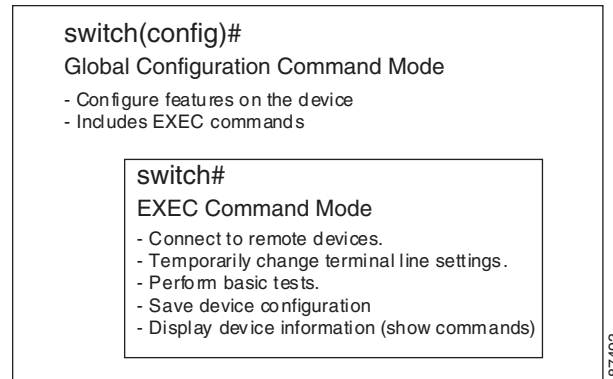 switch(config)#
Global Configuration Command Mode
- Configure features on the device
- Includes EXEC commands
switch#
EXEC Command Mode
- Connect to remote devices.
- Temporarily change terminal line settings.
- Perform basic tests.
- Save device configuration
- Display device information (show commands)